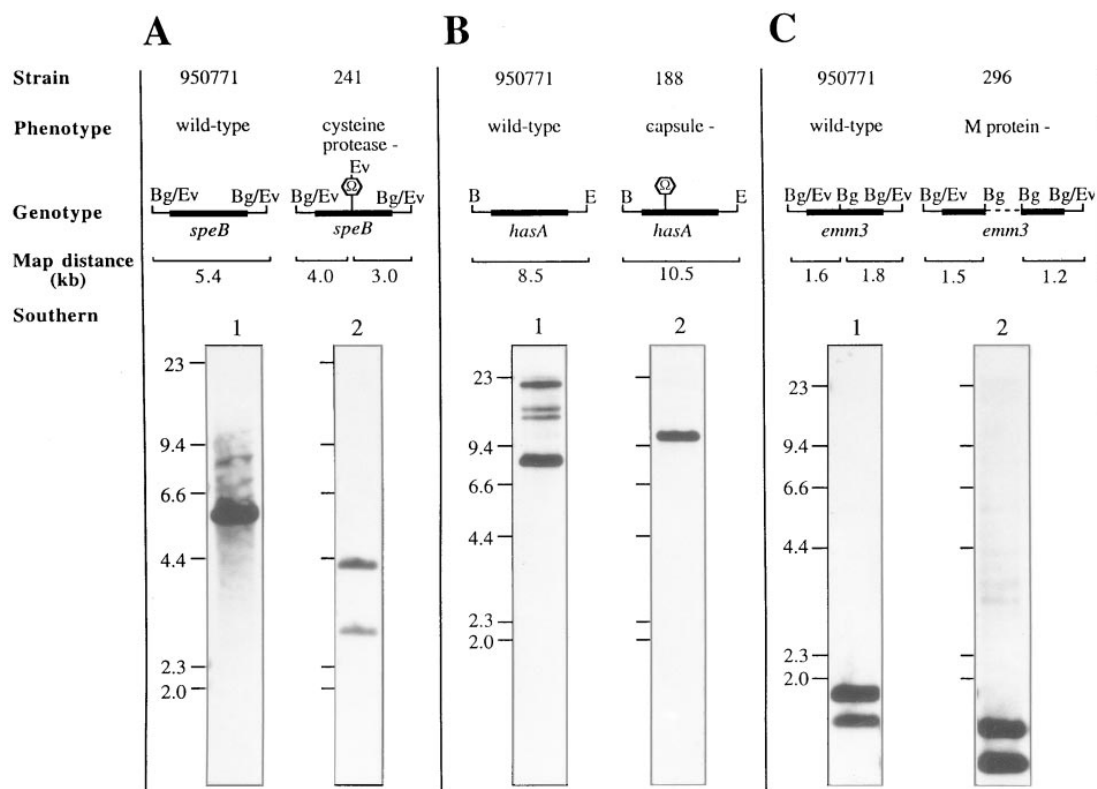 A B C
Strain 950771 241 950771 188 950771 296
Phenotype wild-type cysteine protease - wild-type capsule - wild-type M protein -
Ev
Ω Ω
Bg/Ev Bg/Ev Bg/Ev Bg/Ev B E B E Bg/Ev Bg Bg/Ev Bg/Ev Bg Bg Bg/Ev
Genotype
speB speB hasA hasA emm3 emm3
Map distance (kb) 5.4 4.0 3.0 8.5 10.5 1.6 1.8 1.5 1.2
Southern
1 2 1 2 1 2
23 23 23
9.4 9.4 9.4
6.6 6.6 6.6
4.4 4.4 4.4
2.3 2.3 2.3
2.0 2.0 2.0